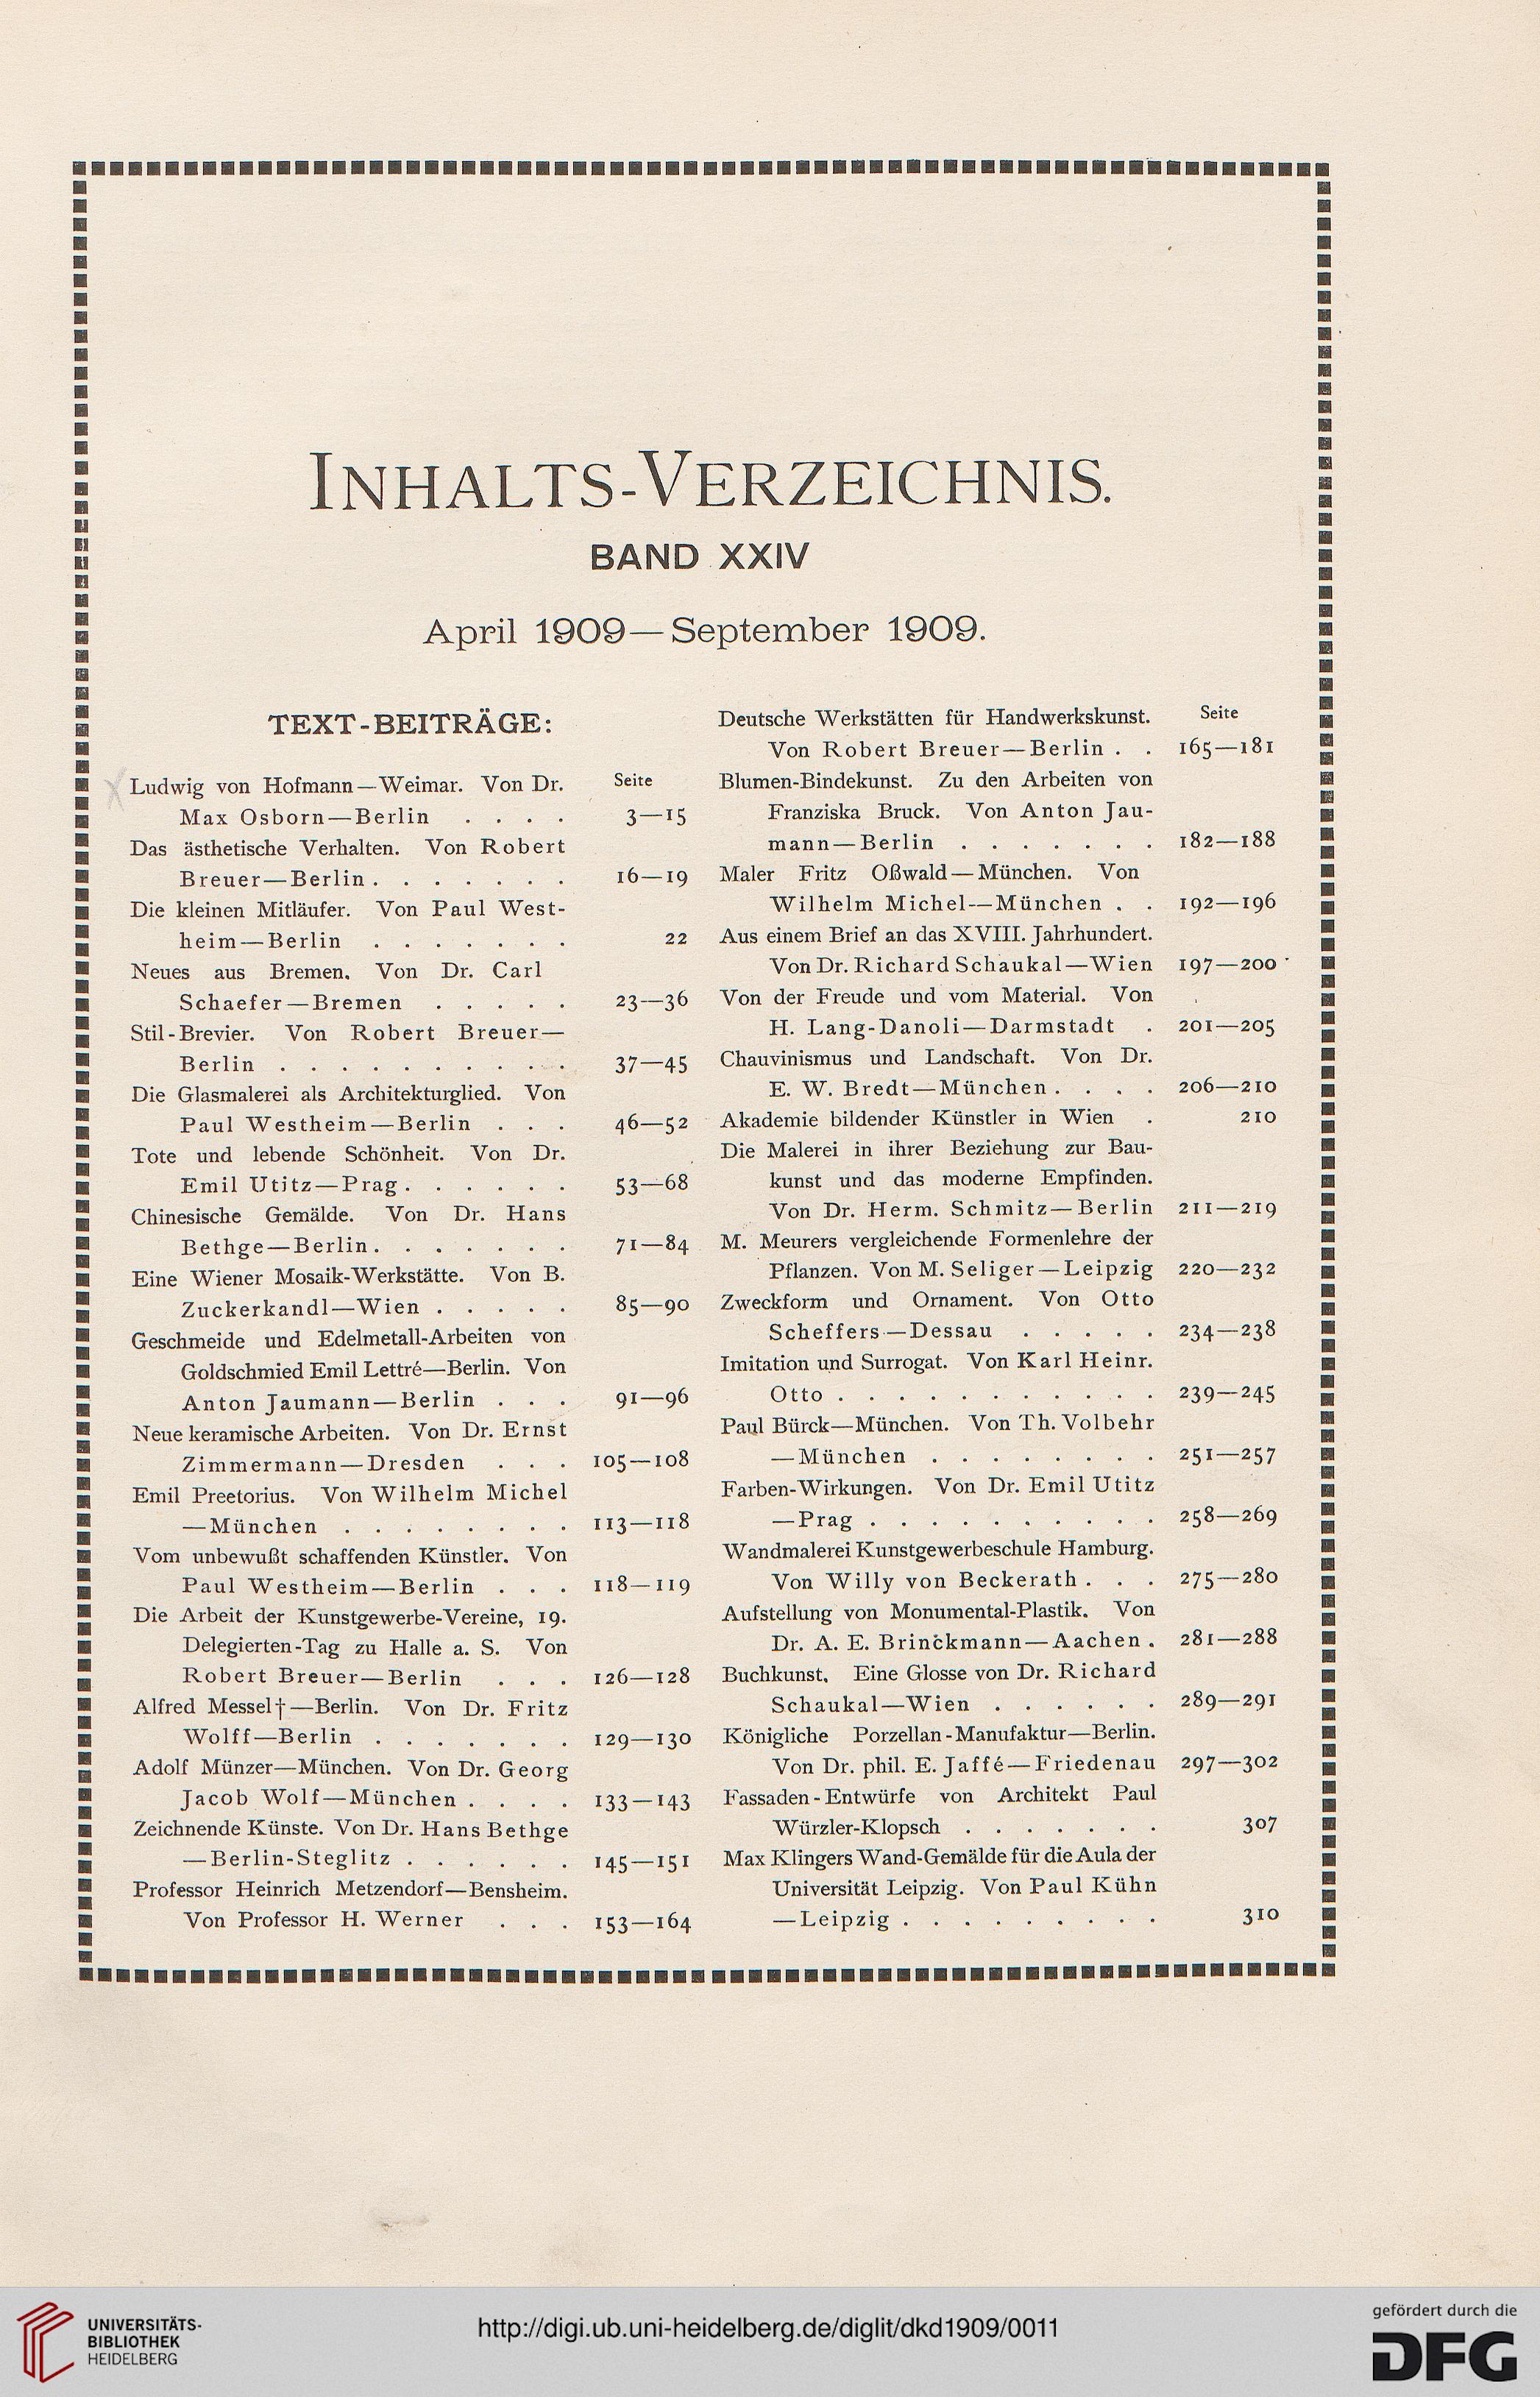 INHALTS-VERZEICHNIS.
BAND XXIV
April 1909—September 1909.
TEXT-BEITRÄGE:
Seite
Ludwig von Hofmann—Weimar. Von Dr.
Max Osborn—Berlin . . . . 3—15
Das ästhetische Verhalten. Von Robert
Breuer—Berlin . . . . . . . 16—19
Die kleinen Mitläufer. Von Paul West-
heim—Berlin . . . . . . . 22
Neues aus Bremen. Von Dr. Carl
Schaefer—Bremen . . . . . 23—36
Stil-Brevier. Von Robert Breuer—
Berlin . . . . . . . . . . 37—45
Die Glasmalerei als Architekturglied. Von
Paul Westheim—Berlin . . . 46—52
Tote und lebende Schönheit. Von Dr.
Emil Utitz—Prag . . . . . . 53—68
Chinesische Gemälde. Von Dr. Hans
Bethge—Berlin . . . . . . . 71—84
Eine Wiener Mosaik-Werkstätte. Von B.
Zuckerkandl—Wien . . . . . 85—90
Geschmeide und Edelmetall-Arbeiten von
Goldschmied Emil Lettré—Berlin. Von
Anton Jaumann—Berlin . . . 91—96
Neue keramische Arbeiten. Von Dr. Ernst
Zimmermann—Dresden . . . 105—108
Emil Preetorius. Von Wilhelm Michel
—München . . . . . . . . 113—118
Vom unbewußt schaffenden Künstler. Von
Paul Westheim—Berlin . . . 118—119
Die Arbeit der Kunstgewerbe-Vereine, 19.
Delegierten-Tag zu Halle a. S. Von
Robert Breuer—Berlin . . . 126—128
Alfred Messel†—Berlin. Von Dr. Fritz
Wolff—Berlin . . . . . . . 129—130
Adolf Münzer—München. Von Dr. Georg
Jacob Wolf—München . . . . 133—143
Zeichnende Künste. Von Dr. Hans Bethge
—Berlin-Steglitz . . . . . . 145—151
Professor Heinrich Metzendorf—Bensheim.
Von Professor H. Werner . . . 153—164
Seite
Deutsche Werkstätten für Handwerkskunst.
Von Robert Breuer—Berlin . . 165—181
Blumen-Bindekunst. Zu den Arbeiten von
Franziska Bruck. Von Anton Jau-
mann—Berlin . . . . . . . 182—188
Maler Fritz Oßwald—München. Von
Wilhelm Michel—München . . 192—196
Aus einem Brief an das XVIII. Jahrhundert.
Von Dr. Richard Schaukal—Wien 197—200
Von der Freude und vom Material. Von
H. Lang-Danoli—Darmstadt . 201—205
Chauvinismus und Landschaft. Von Dr.
E. W. Bredt—München . . . . 206—210
Akademie bildender Künstler in Wien . 210
Die Malerei in ihrer Beziehung zur Bau-
kunst und das moderne Empfinden.
Von Dr. Herm. Schmitz—Berlin 211—219
M. Meurers vergleichende Formenlehre der
Pflanzen. Von M. Seliger—Leipzig 220—232
Zweckform und Ornament. Von Otto
Scheffers—Dessau . . . . . 234—238
Imitation und Surrogat. Von Karl Heinr.
Otto . . . . . . . . . . . 239—245
Paul Bürck—München. Von Th. Volbehr
—München . . . . . . . . 251—257
Farben-Wirkungen. Von Dr. Emil Utitz
—Prag . . . . . . . . . . 258—269
Wandmalerei Kunstgewerbeschule Hamburg.
Von Willy von Beckerath . . . 275—280
Aufstellung von Monumental-Plastik. Von
Dr. A. E. Brinckmann—Aachen . 281—288
Buchkunst. Eine Glosse von Dr. Richard
Schaukal—Wien . . . . . . 289—291
Königliche Porzellan-Manufaktur—Berlin.
Von Dr. phil. E. Jaffé—Friedenau 297—302
Fassaden-Entwürfe von Architekt Paul
Würzler-Klopsch . . . . . . . 307
Max Klingers Wand-Gemälde für die Aula der
Universität Leipzig. Von Paul Kühn
—Leipzig . . . . . . . . . 310
UNIVERSITÄTS-
BIBLIOTHEK
HEIDELBERG
http://digi.ub.uni-heidelberg.de/diglit/dkd1909/0011
gefördert durch die
DFG